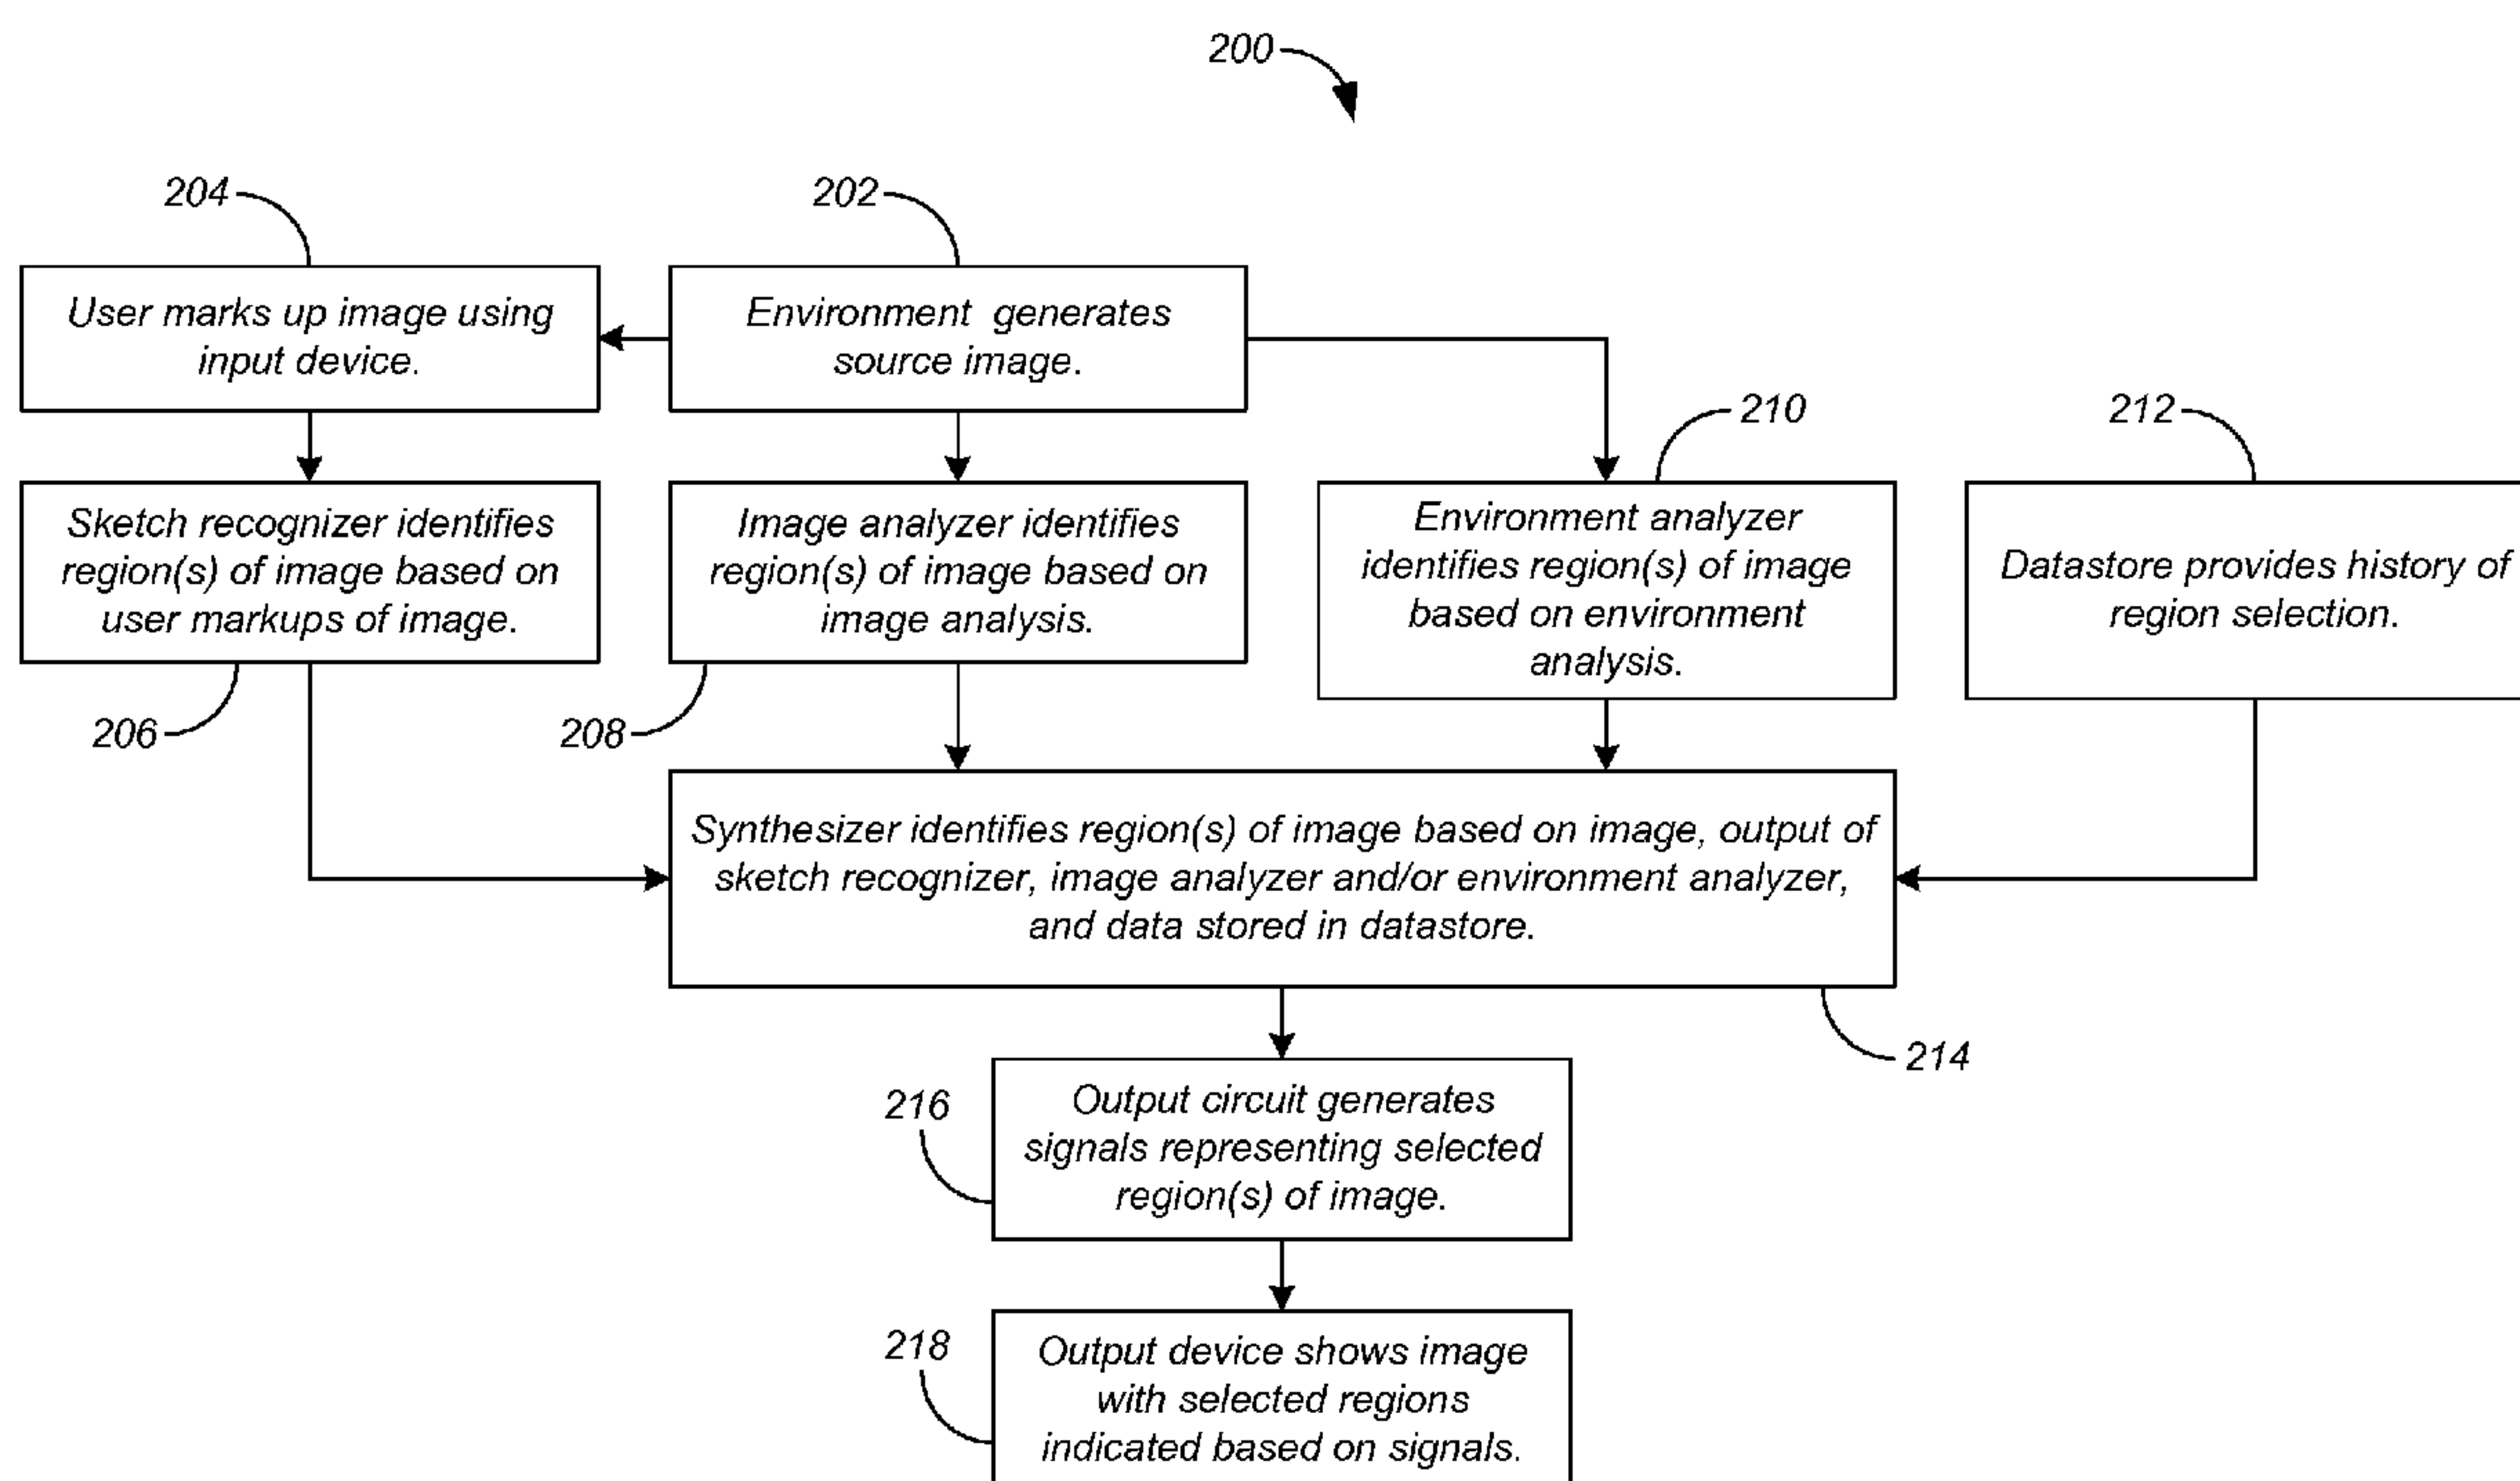 200
204
202
User marks up image using
input device.
Environment generates
source image.
210
212
Sketch recognizer identifies
region(s) of image based on
user markups of image.
Image analyzer identifies
region(s) of image based on
image analysis.
Environment analyzer
identifies region(s) of image
based on environment
analysis.
Datastore provides history of
region selection.
206
208
Synthesizer identifies region(s) of image based on image, output of
sketch recognizer, image analyzer and/or environment analyzer,
and data stored in datastore.
214
216
Output circuit generates
signals representing selected
region(s) of image.
218
Output device shows image
with selected regions
indicated based on signals.